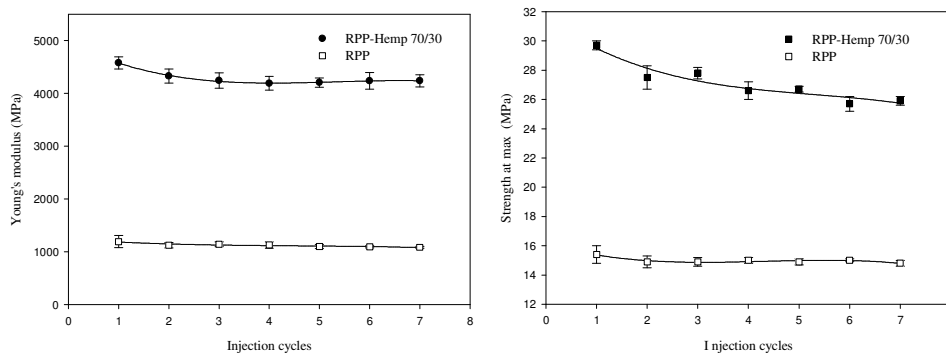 RPP-Hemp 70/30
RPP
Young's modulus (MPa)
5000
4000
3000
2000
1000
0
0 1 2 3 4 5 6 7 8
Injection cycles
RPP-Hemp 70/30
RPP
Strength at max (MPa)
32
30
28
26
24
22
20
18
16
14
12
0 1 2 3 4 5 6 7
I njection cycles